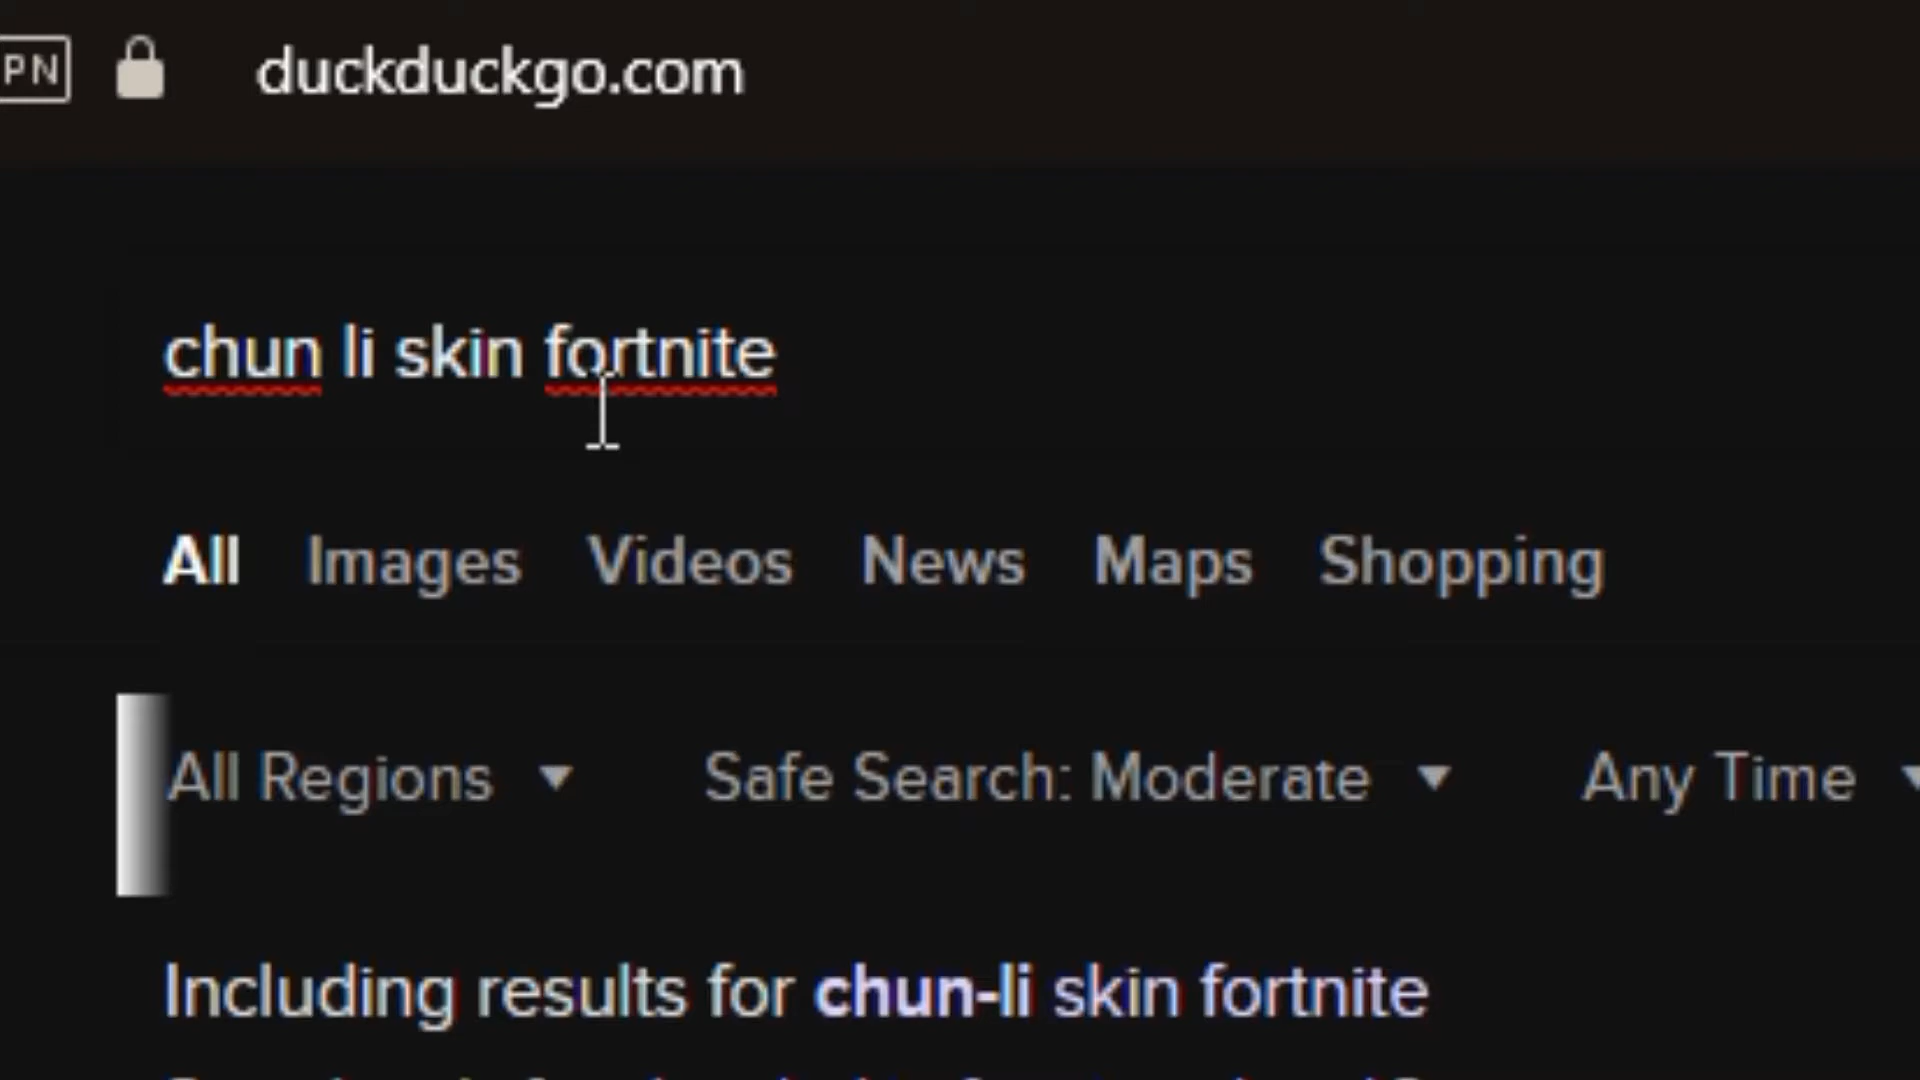 PN duckduckgo.com
chun li skin fortnite
All Images Videos News Maps Shopping
All Regions Safe Search: Moderate Any Time
Including results for chun-li skin fortnite